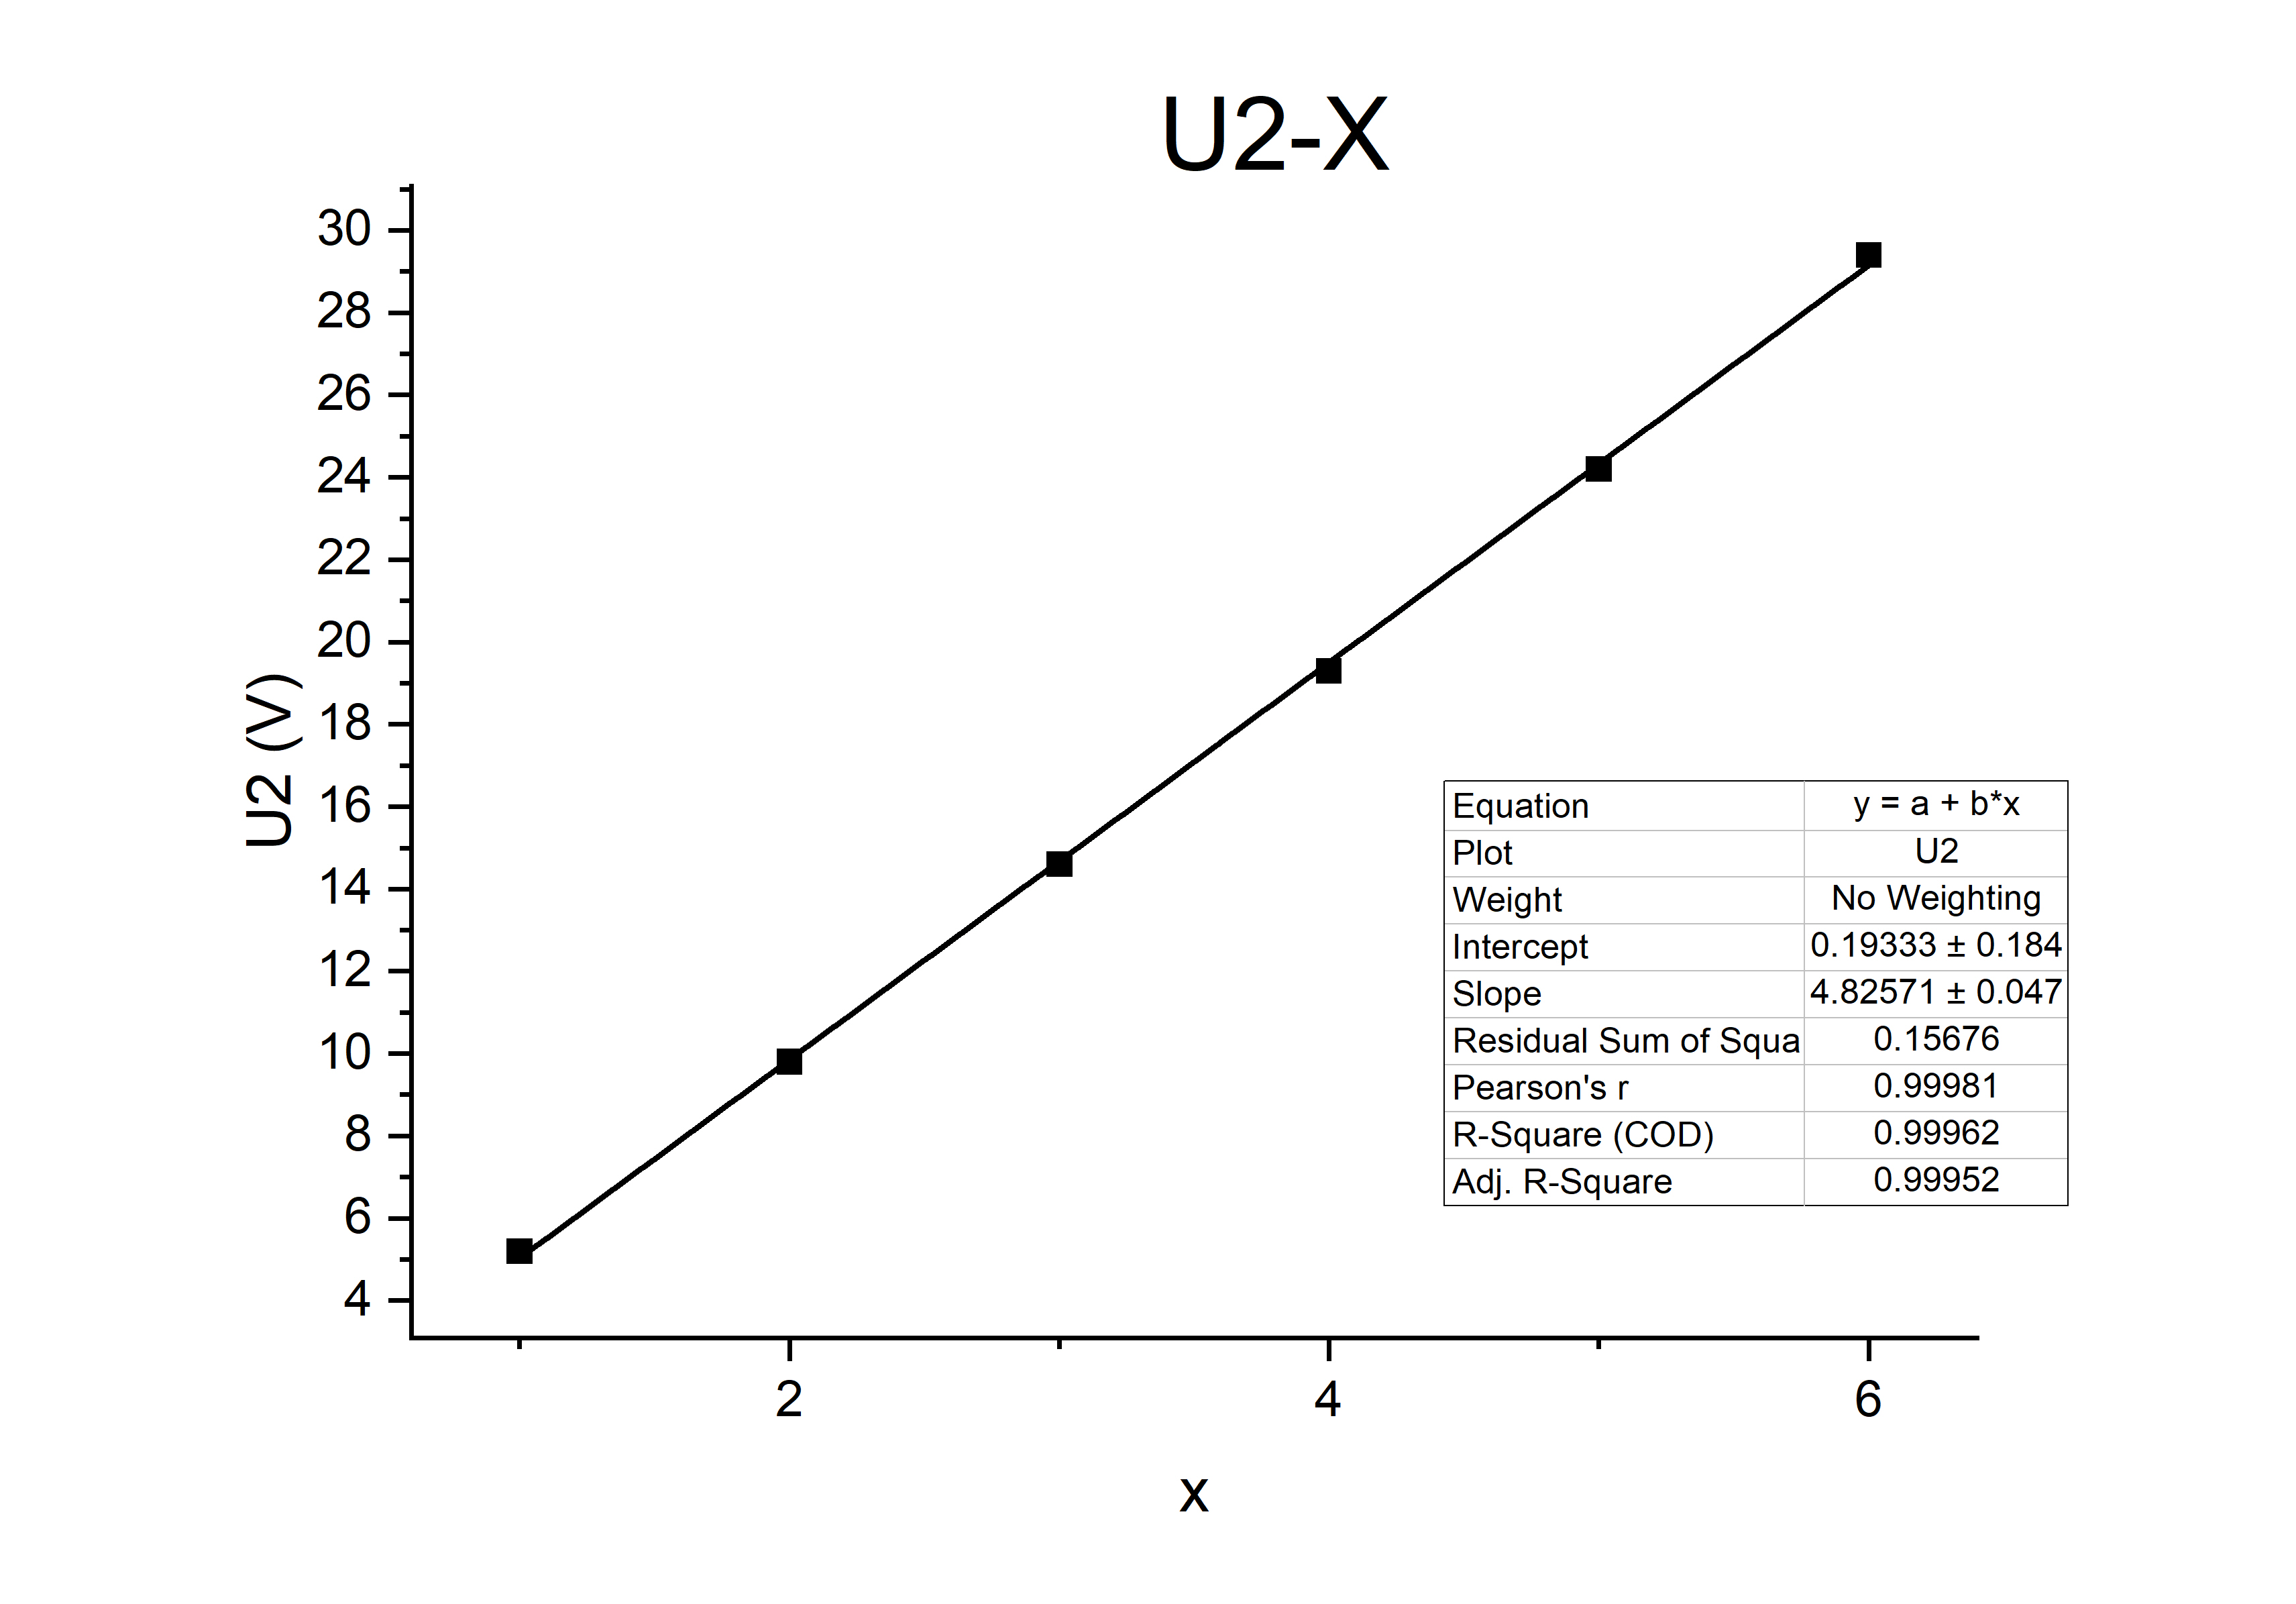 U2-X
30
28
26
24
22
20
18
16
14
12
10
8
6
4
U2 (V)
2 4 6
x
Equation y = a + b*x
Plot U2
Weight No Weighting
Intercept 0.19333 ± 0.184
Slope 4.82571 ± 0.047
Residual Sum of Squa 0.15676
Pearson's r 0.99981
R-Square (COD) 0.99962
Adj. R-Square 0.99952